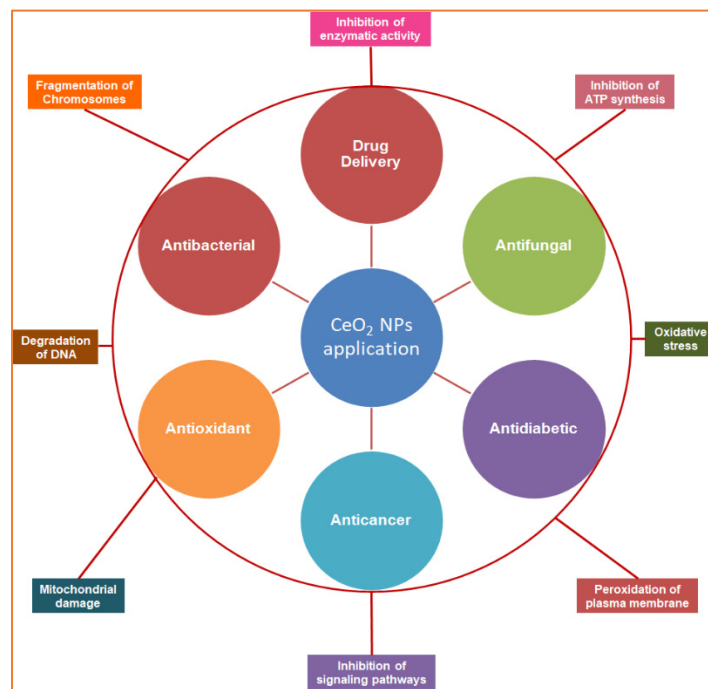 Inhibition of
enzymatic activity
Fragmentation of
Chromosomes
Inhibition of
ATP synthesis
Drug
Delivery
Antibacterial
Antifungal
CeO₂ NPs
application
Degradation
of DNA
Oxidative
stress
Antioxidant
Antidiabetic
Anticancer
Mitochondrial
damage
Peroxidation of
plasma membrane
Inhibition of
signaling pathways